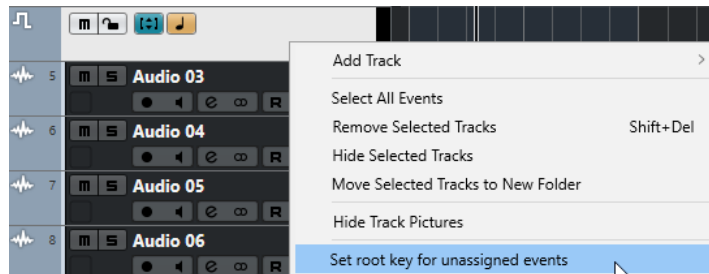 m
Add Track >
5 m S Audio 03
Select All Events
e R
Remove Selected Tracks Shift+Del
6 m S Audio 04
Hide Selected Tracks
e R
Move Selected Tracks to New Folder
7 m S Audio 05
Hide Track Pictures
e R
8 m S Audio 06
Set root key for unassigned events
e R